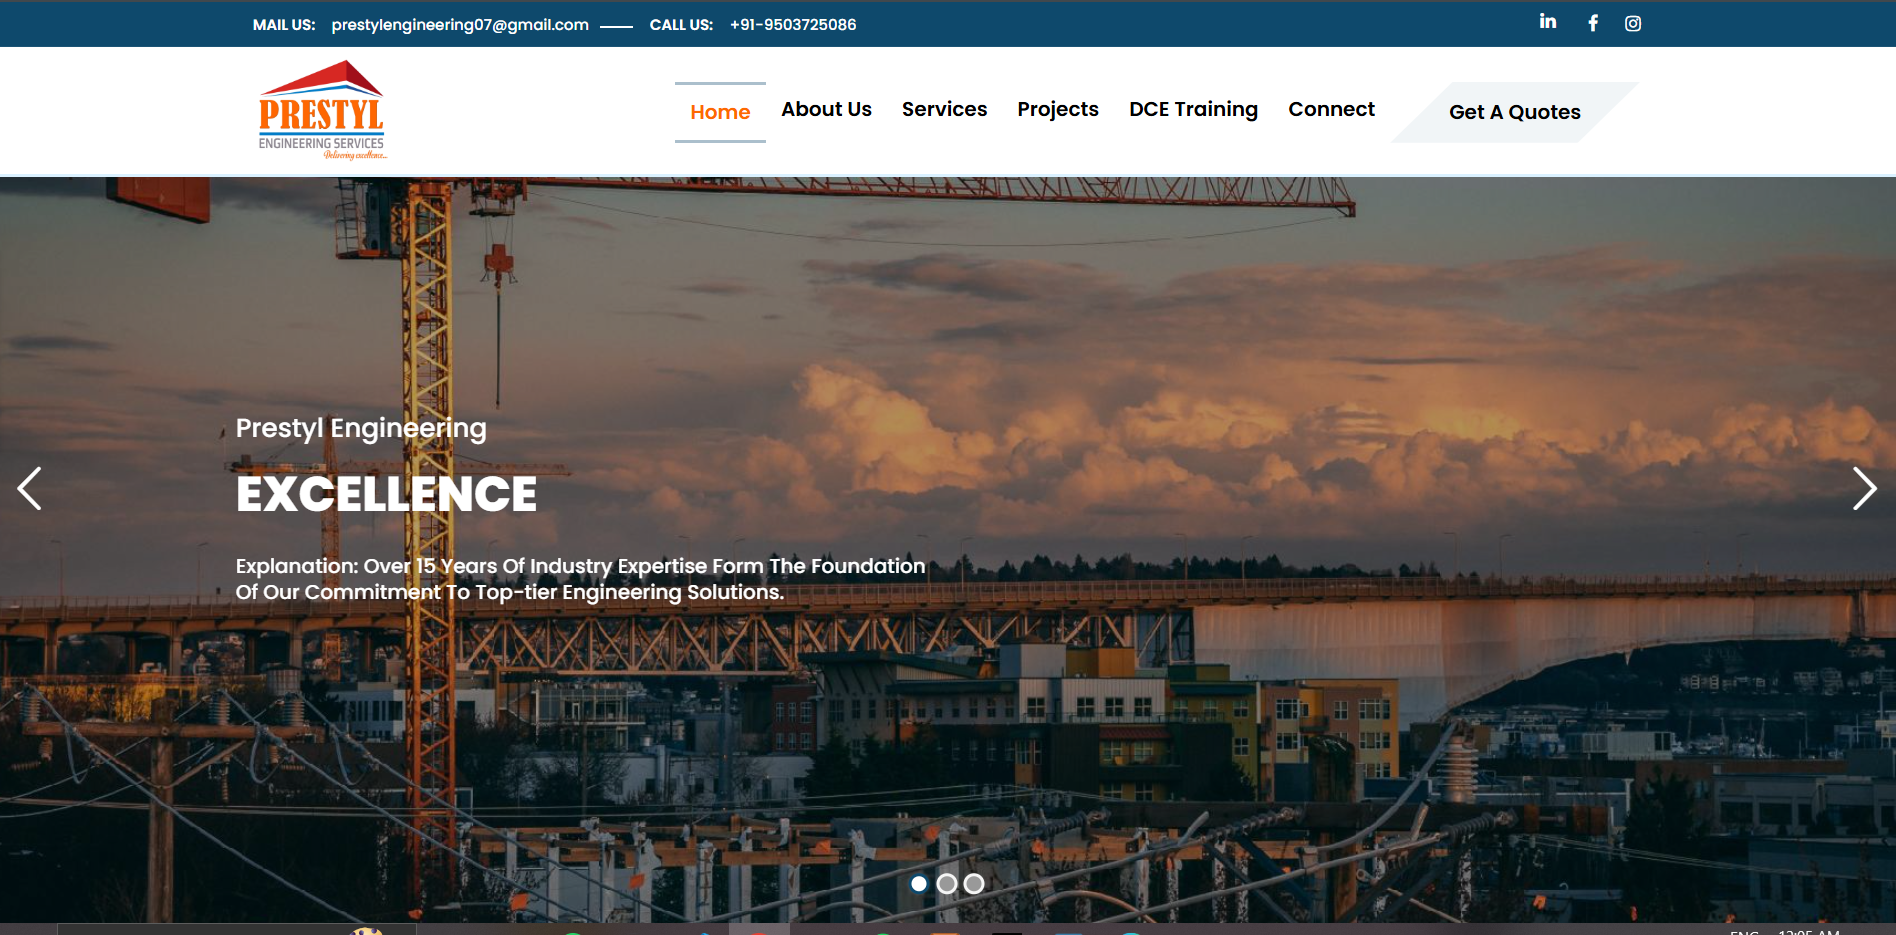 MAIL US: prestylengineering07@gmail.com CALL US: +91-9503725086
PRESTYL
ENGINEERING SERVICES
Delivering excellence...
Home About Us Services Projects DCE Training Connect Get A Quotes
Prestyl Engineering
EXCELLENCE
Explanation: Over 15 Years Of Industry Expertise Form The Foundation
Of Our Commitment To Top-tier Engineering Solutions.